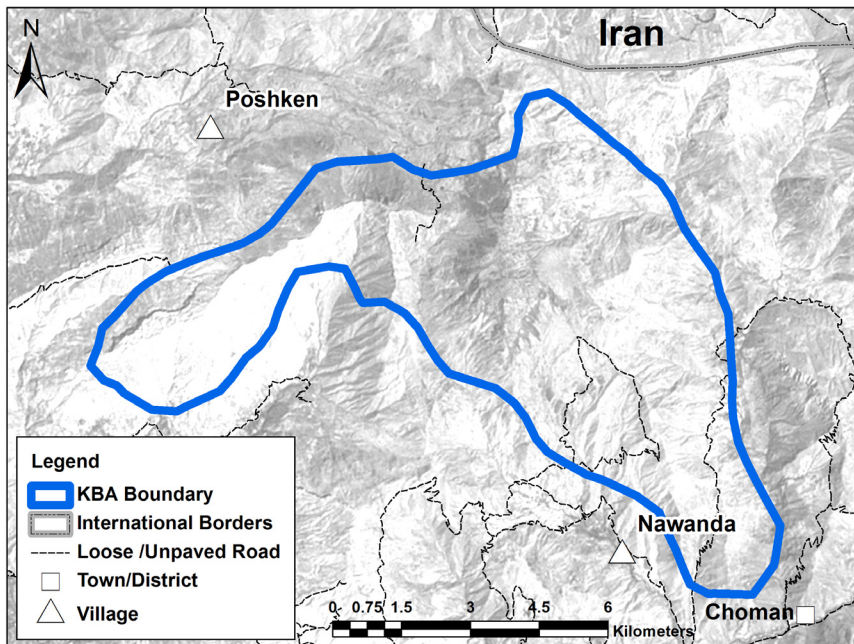 Iran
N
Poshken
Nawanda
Choman
Legend
KBA Boundary
International Borders
Loose /Unpaved Road
Town/District
Village
0 0.75 1.5 3 4.5 6
Kilometers